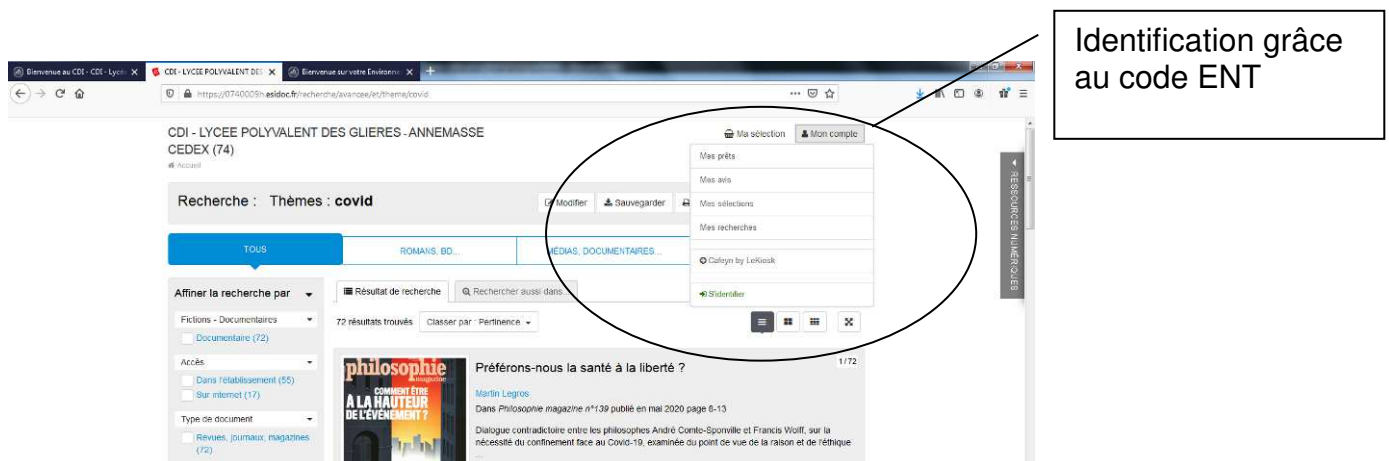 Identification grâce
au code ENT
Bienvenue au CDI - CDI - Lycée
CDI - LYCEE POLYVALENT DES
Bienvenue sur votre Environne
https://0740009h.esidoc.fr/recherche/avancee/et/theme/covid
CDI - LYCEE POLYVALENT DES GLIERES - ANNEMASSE
CEDEX (74)
Accueil
Ma sélection
Mon compte
Mes prêts
Mes avis
Mes sélections
Mes recherches
Cafeyn by LeKiosk
S'identifier
RESSOURCES NUMÉRIQUES
Recherche : Thèmes : covid
Modifier
Sauvegarder
TOUS
ROMANS, BD...
MÉDIAS, DOCUMENTAIRES...
Affiner la recherche par
Résultat de recherche
Rechercher aussi dans...
Fictions - Documentaires
Documentaire (72)
Accès
Dans l'établissement (55)
Sur internet (17)
Type de document
Revues, journaux, magazines
(72)
72 résultats trouvés
Classer par : Pertinence
philosophie
magazine
COMMENT ÊTRE
À LA HAUTEUR
DE L'ÉVÉNEMENT ?
Préférons-nous la santé à la liberté ?
1 / 72
Martin Legros
Dans Philosophie magazine n°139 publié en mai 2020 page 8-13
Dialogue contradictoire entre les philosophes André Comte-Sponville et Francis Wolff, sur la
nécessité du confinement face au Covid-19, examinée du point de vue de la raison et de l'éthique
...